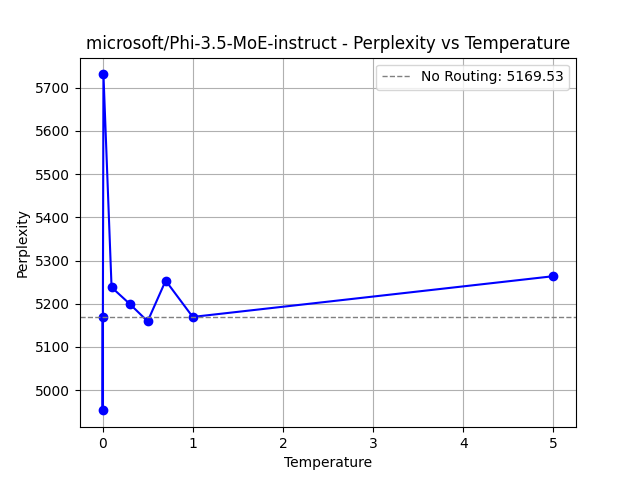 microsoft/Phi-3.5-MoE-instruct - Perplexity vs Temperature
No Routing: 5169.53
5700
5600
5500
5400
5300
5200
5100
5000
Perplexity
0 1 2 3 4 5
Temperature